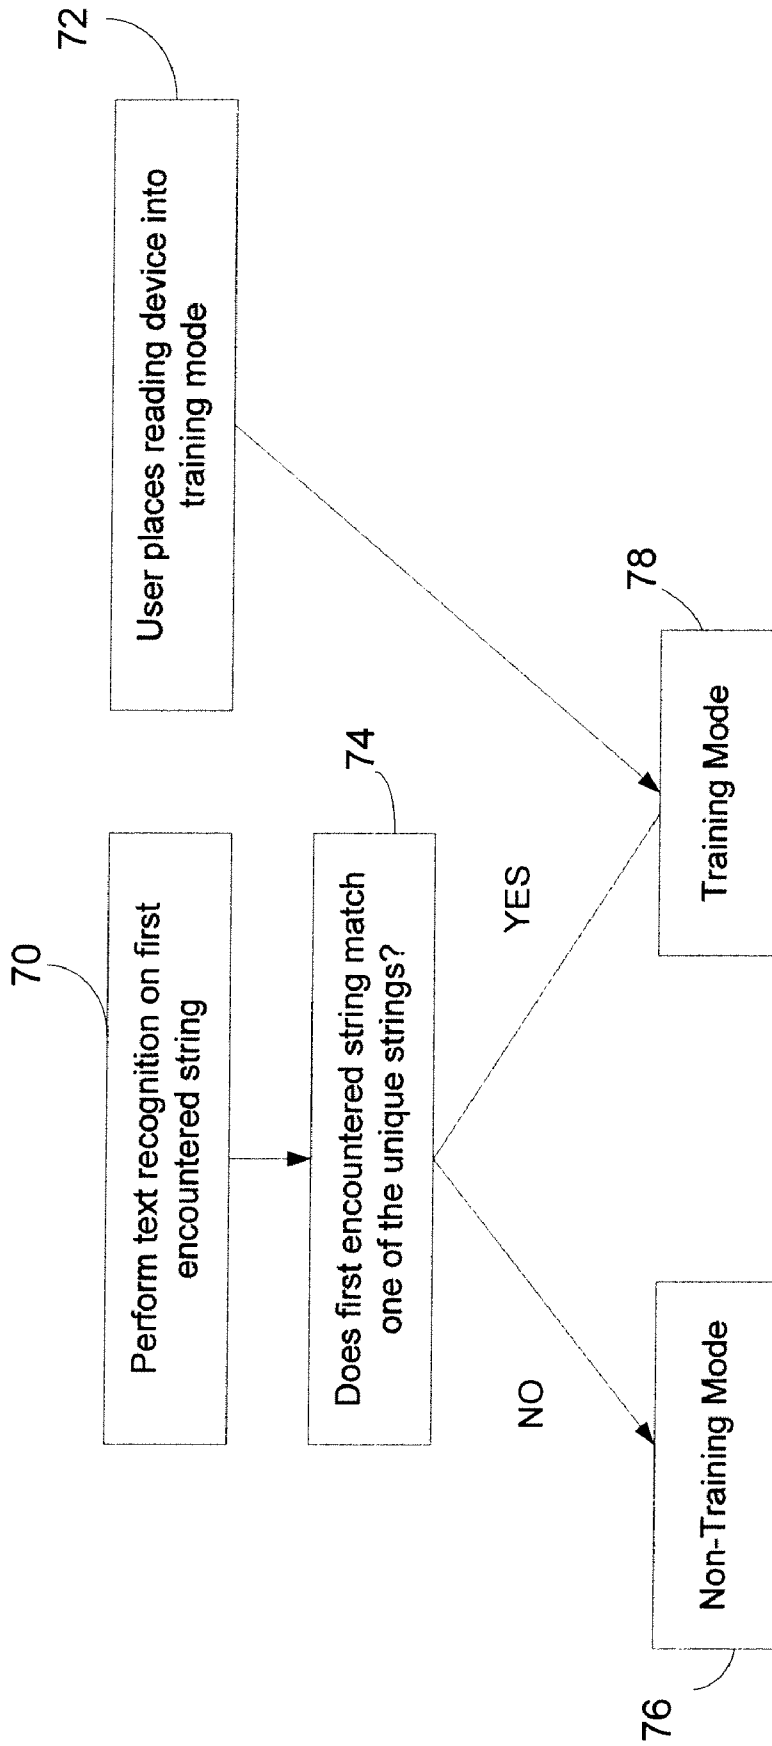 70
Perform text recognition on first
encountered string
72
User places reading device into
training mode
74
Does first encountered string match
one of the unique strings?
NO
YES
76
Non-Training Mode
78
Training Mode